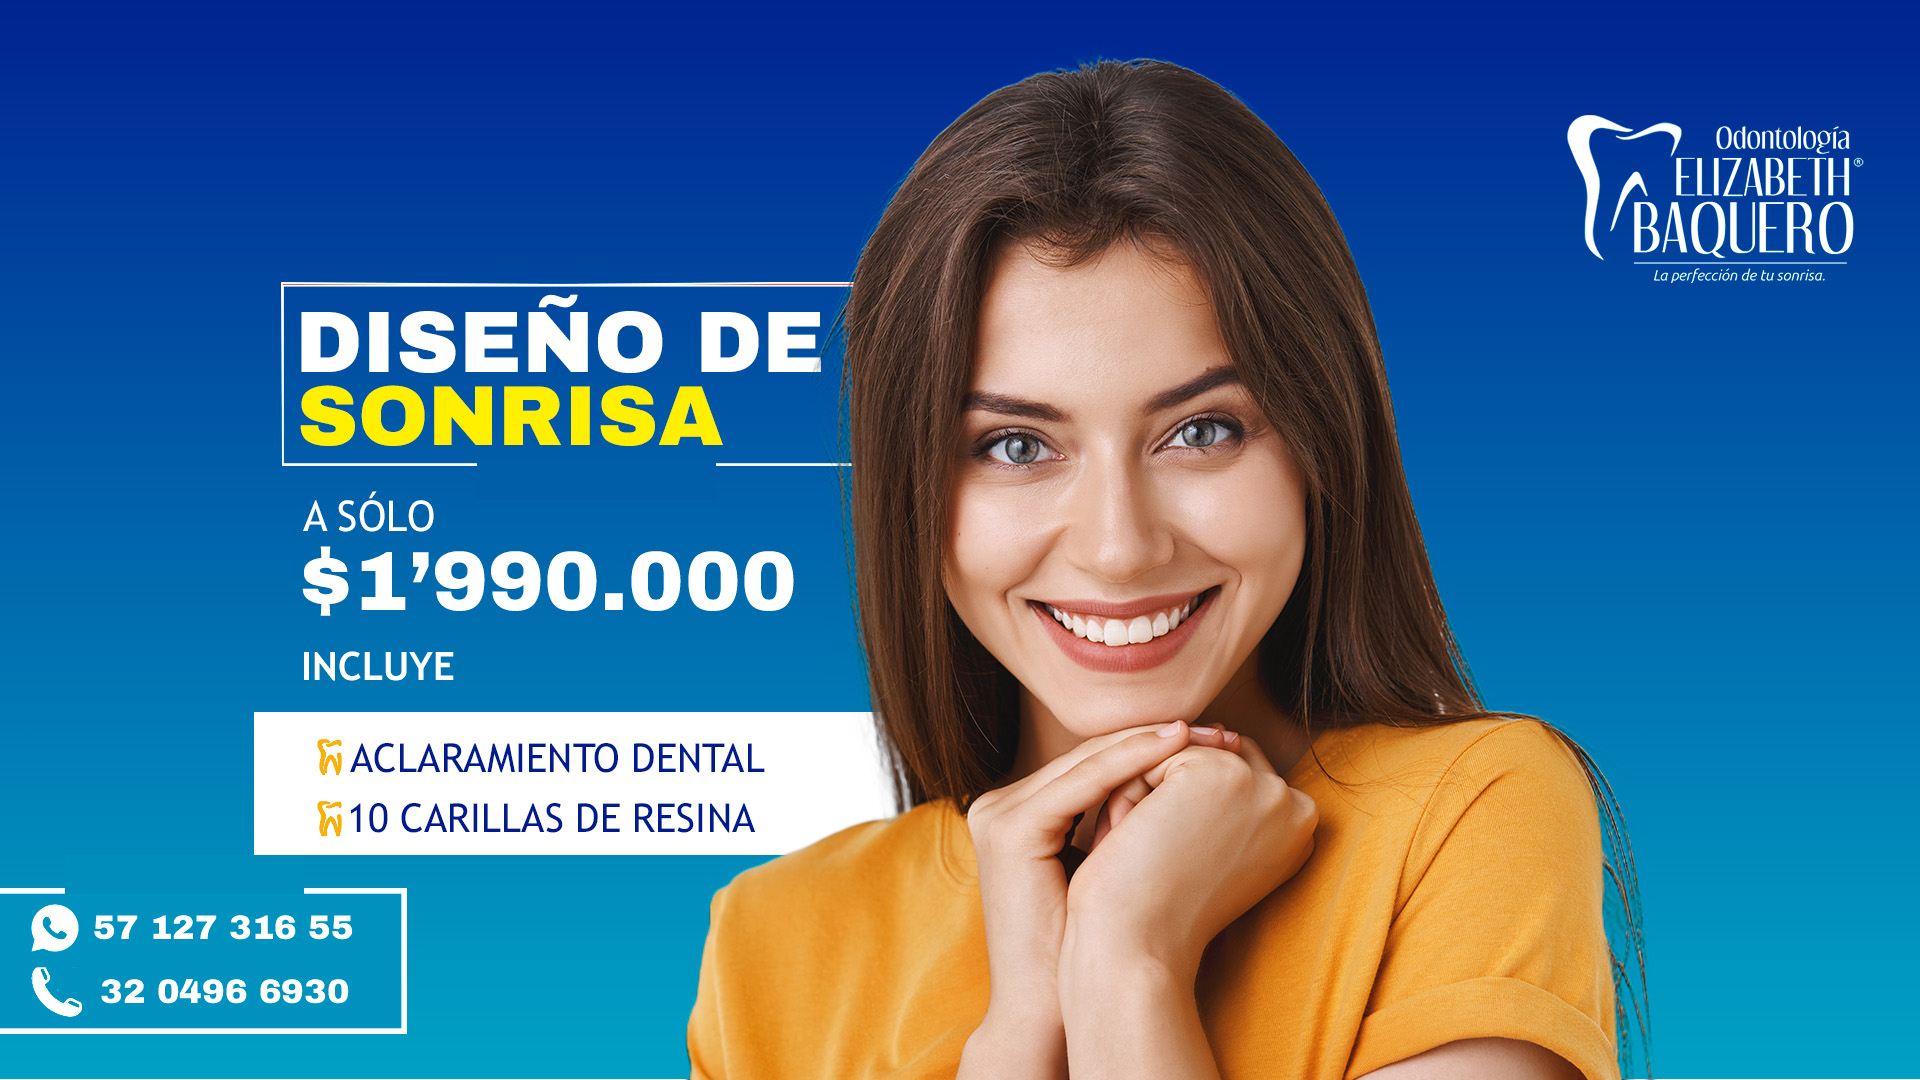 Odontología
ELIZABETH®
BAQUERO
La perfección de tu sonrisa.
DISEÑO DE
SONRISA
A SÓLO
$1’990.000
INCLUYE
ACLARAMIENTO DENTAL
10 CARILLAS DE RESINA
57 127 316 55
32 0496 6930